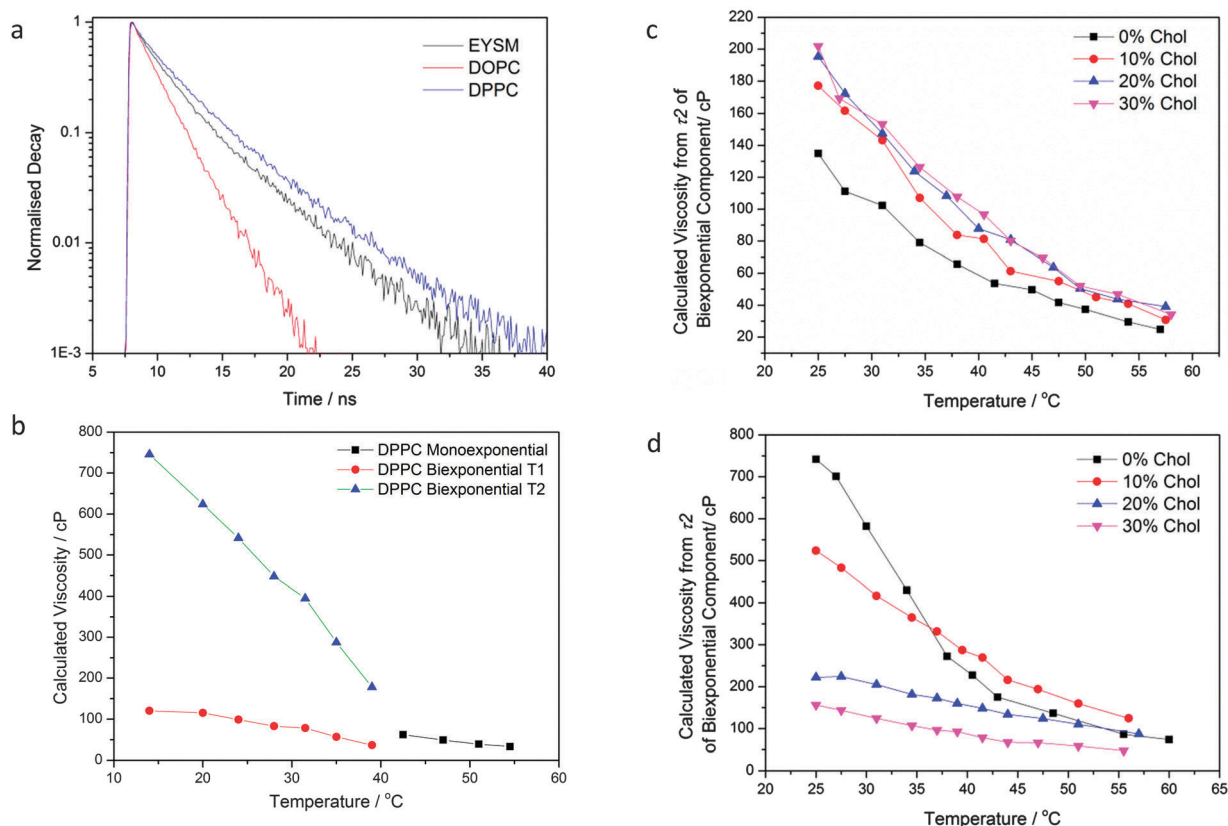 a
1
0.1
0.01
1E-3
Normalised Decay
EYSM
DOPC
DPPC
5 10 15 20 25 30 35 40
Time / ns
b
800
700
600
500
400
300
200
100
0
Calculated Viscosity / cP
DPPC Monoexponential
DPPC Biexponential T1
DPPC Biexponential T2
10 20 30 40 50 60
Temperature / °C
c
220
200
180
160
140
120
100
80
60
40
20
Calculated Viscosity from τ2 of
Biexponential Component/ cP
0% Chol
10% Chol
20% Chol
30% Chol
20 25 30 35 40 45 50 55 60
Temperature / °C
d
800
700
600
500
400
300
200
100
0
Calculated Viscosity from τ2
of Biexponential Component/ cP
0% Chol
10% Chol
20% Chol
30% Chol
20 25 30 35 40 45 50 55 60 65
Temperature / °C